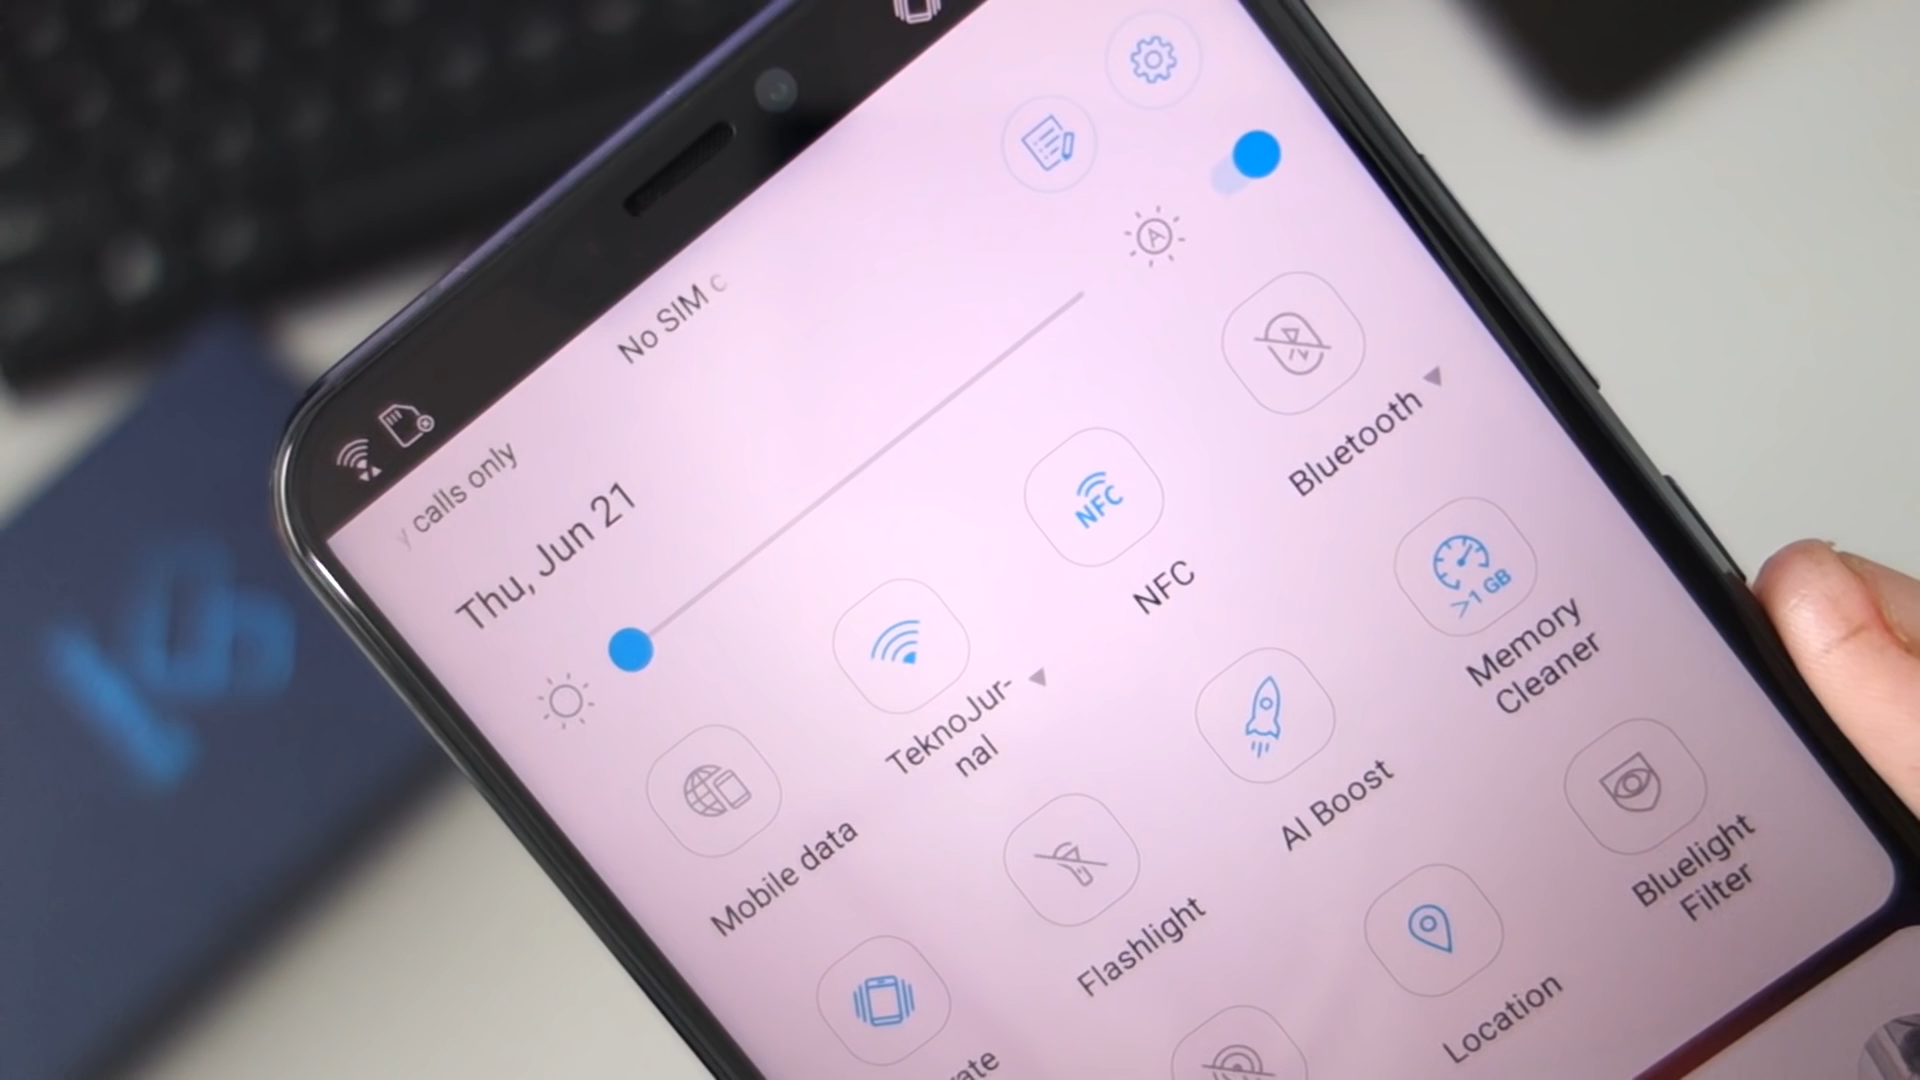 No SIM c
y calls only
Thu, Jun 21
A
NFC
>1 GB
Mobile data
TeknoJur-
nal
NFC
Bluetooth
Flashlight
AI Boost
Memory
Cleaner
Location
Bluelight
Filter